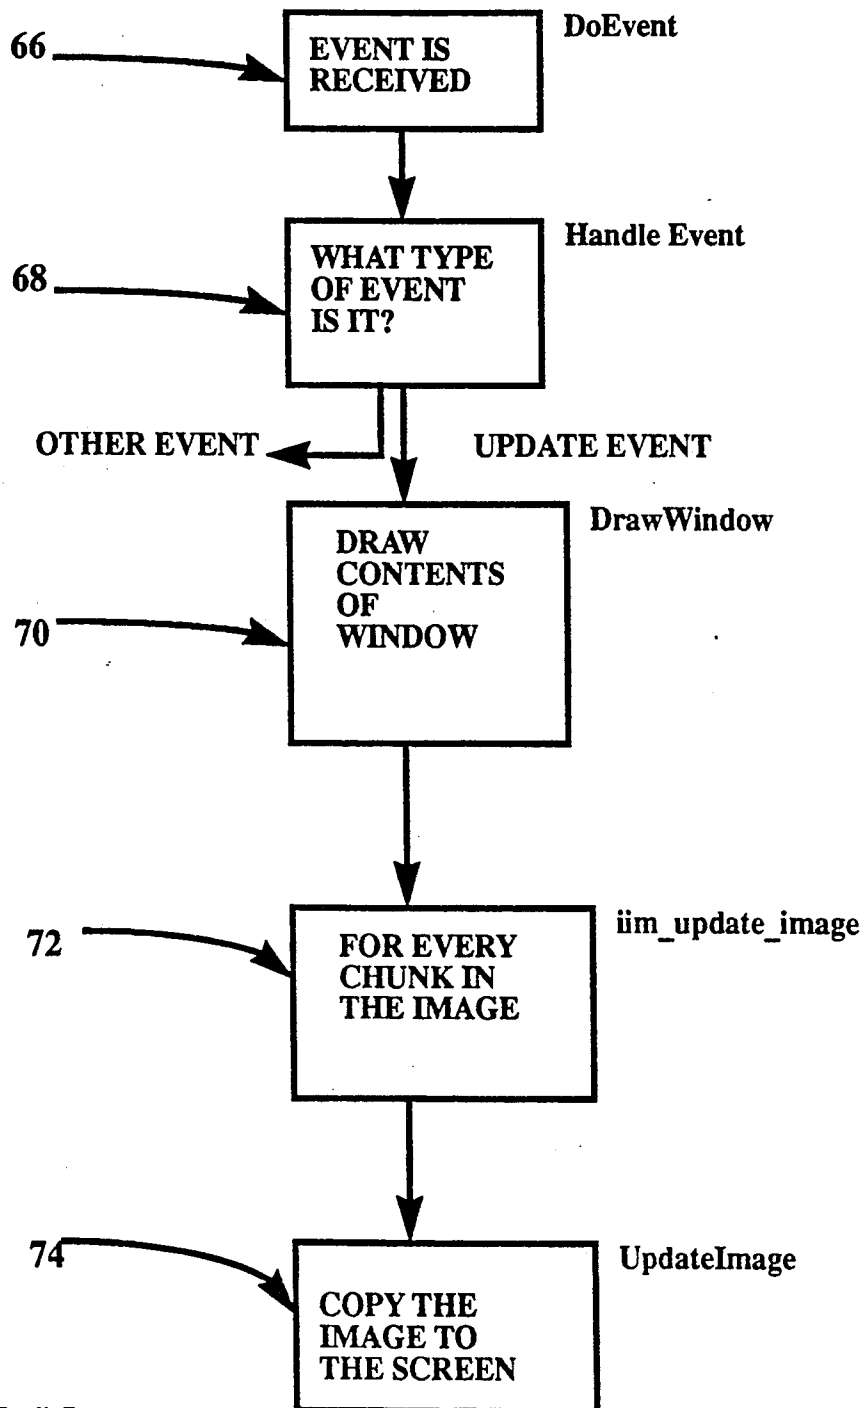 DoEvent
66
EVENT IS
RECEIVED
Handle Event
68
WHAT TYPE
OF EVENT
IS IT?
OTHER EVENT
UPDATE EVENT
DrawWindow
70
DRAW
CONTENTS
OF
WINDOW
iim_update_image
72
FOR EVERY
CHUNK IN
THE IMAGE
UpdateImage
74
COPY THE
IMAGE TO
THE SCREEN